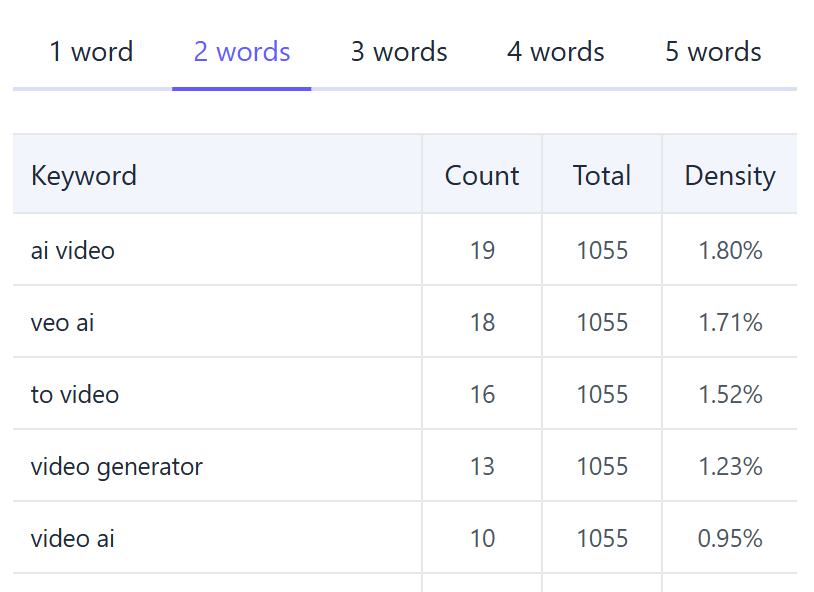 1 word 2 words 3 words 4 words 5 words
Keyword Count Total Density
ai video 19 1055 1.80%
veo ai 18 1055 1.71%
to video 16 1055 1.52%
video generator 13 1055 1.23%
video ai 10 1055 0.95%